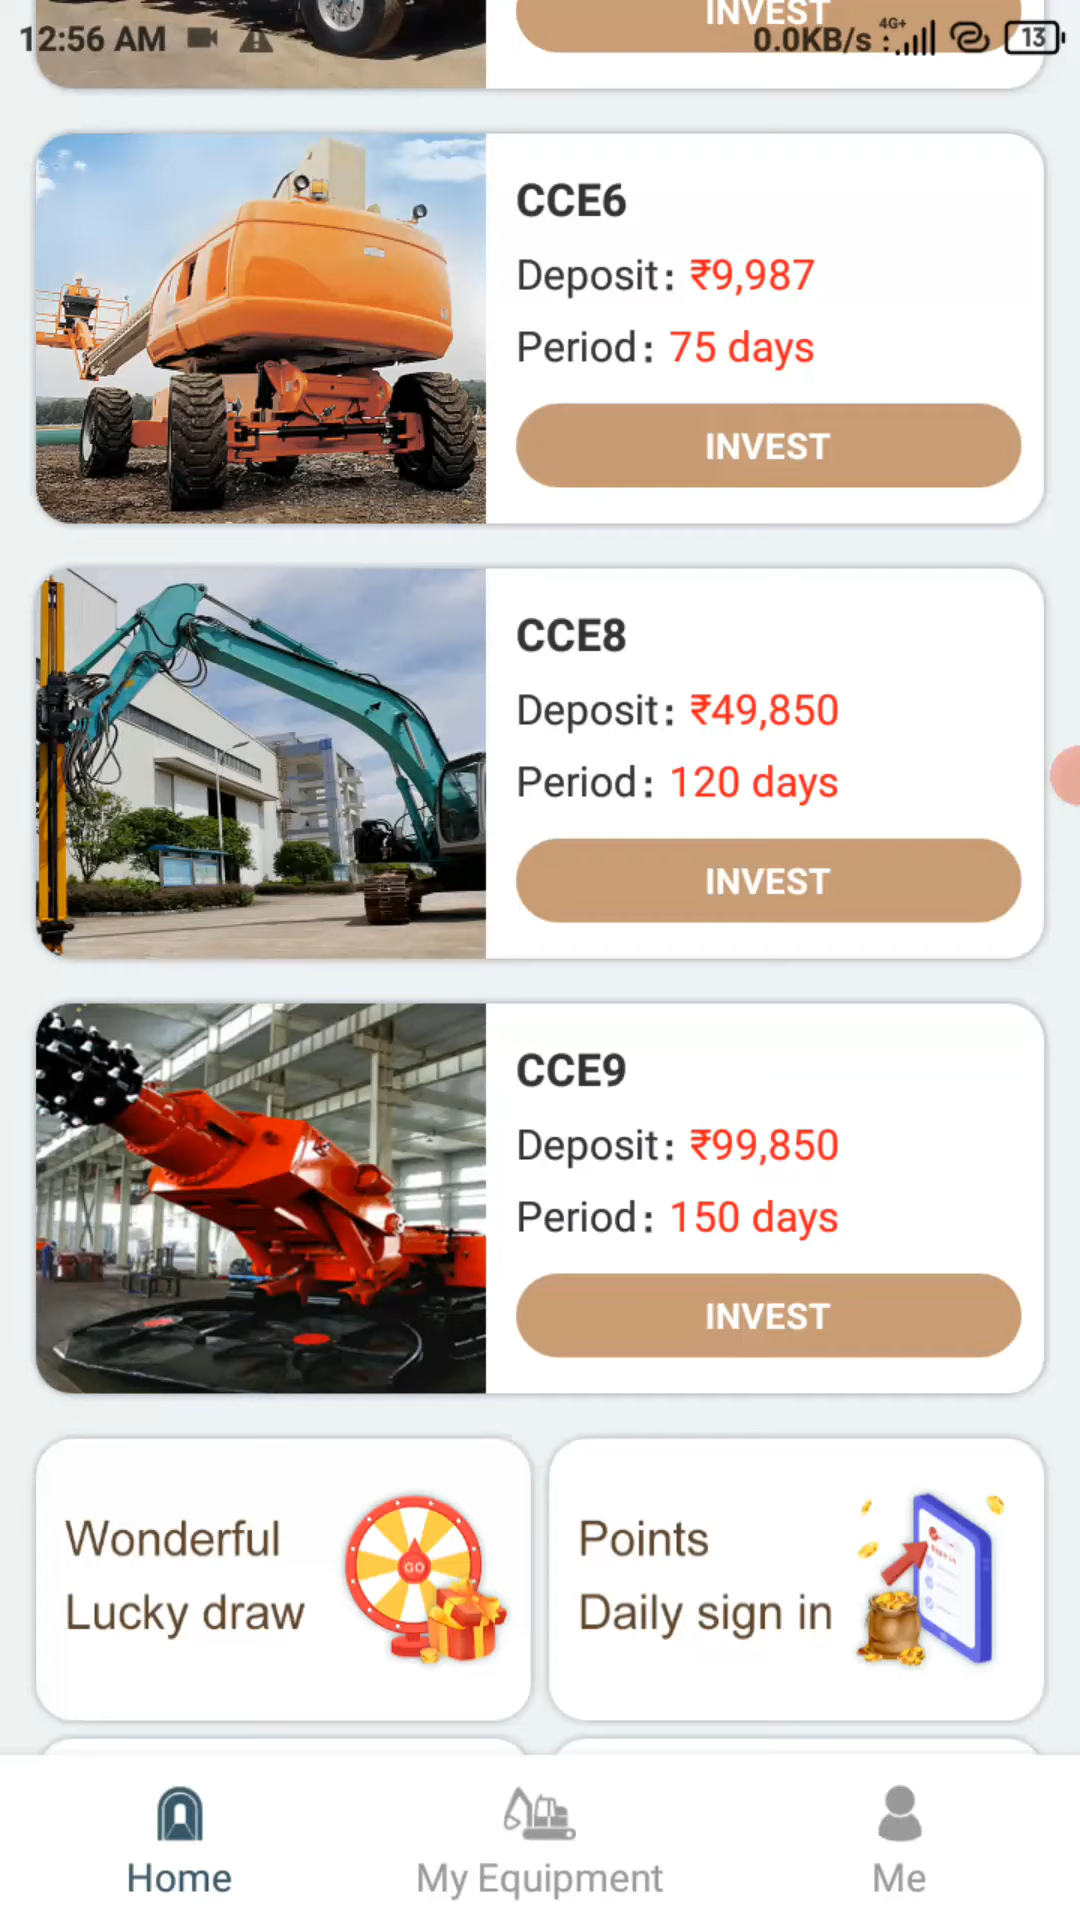 INVEST
12:56 AM 0.0KB/s 4G+ 13
CCE6
Deposit: ₹9,987
Period: 75 days
INVEST
CCE8
Deposit: ₹49,850
Period: 120 days
INVEST
CCE9
Deposit: ₹99,850
Period: 150 days
INVEST
Wonderful
Lucky draw
GO
Points
Daily sign in
Home
My Equipment
Me